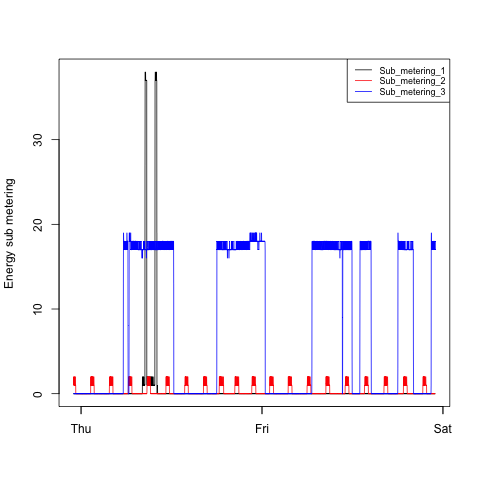 Sub_metering_1
Sub_metering_2
Sub_metering_3
Energy sub metering
30
20
10
0
Thu Fri Sat